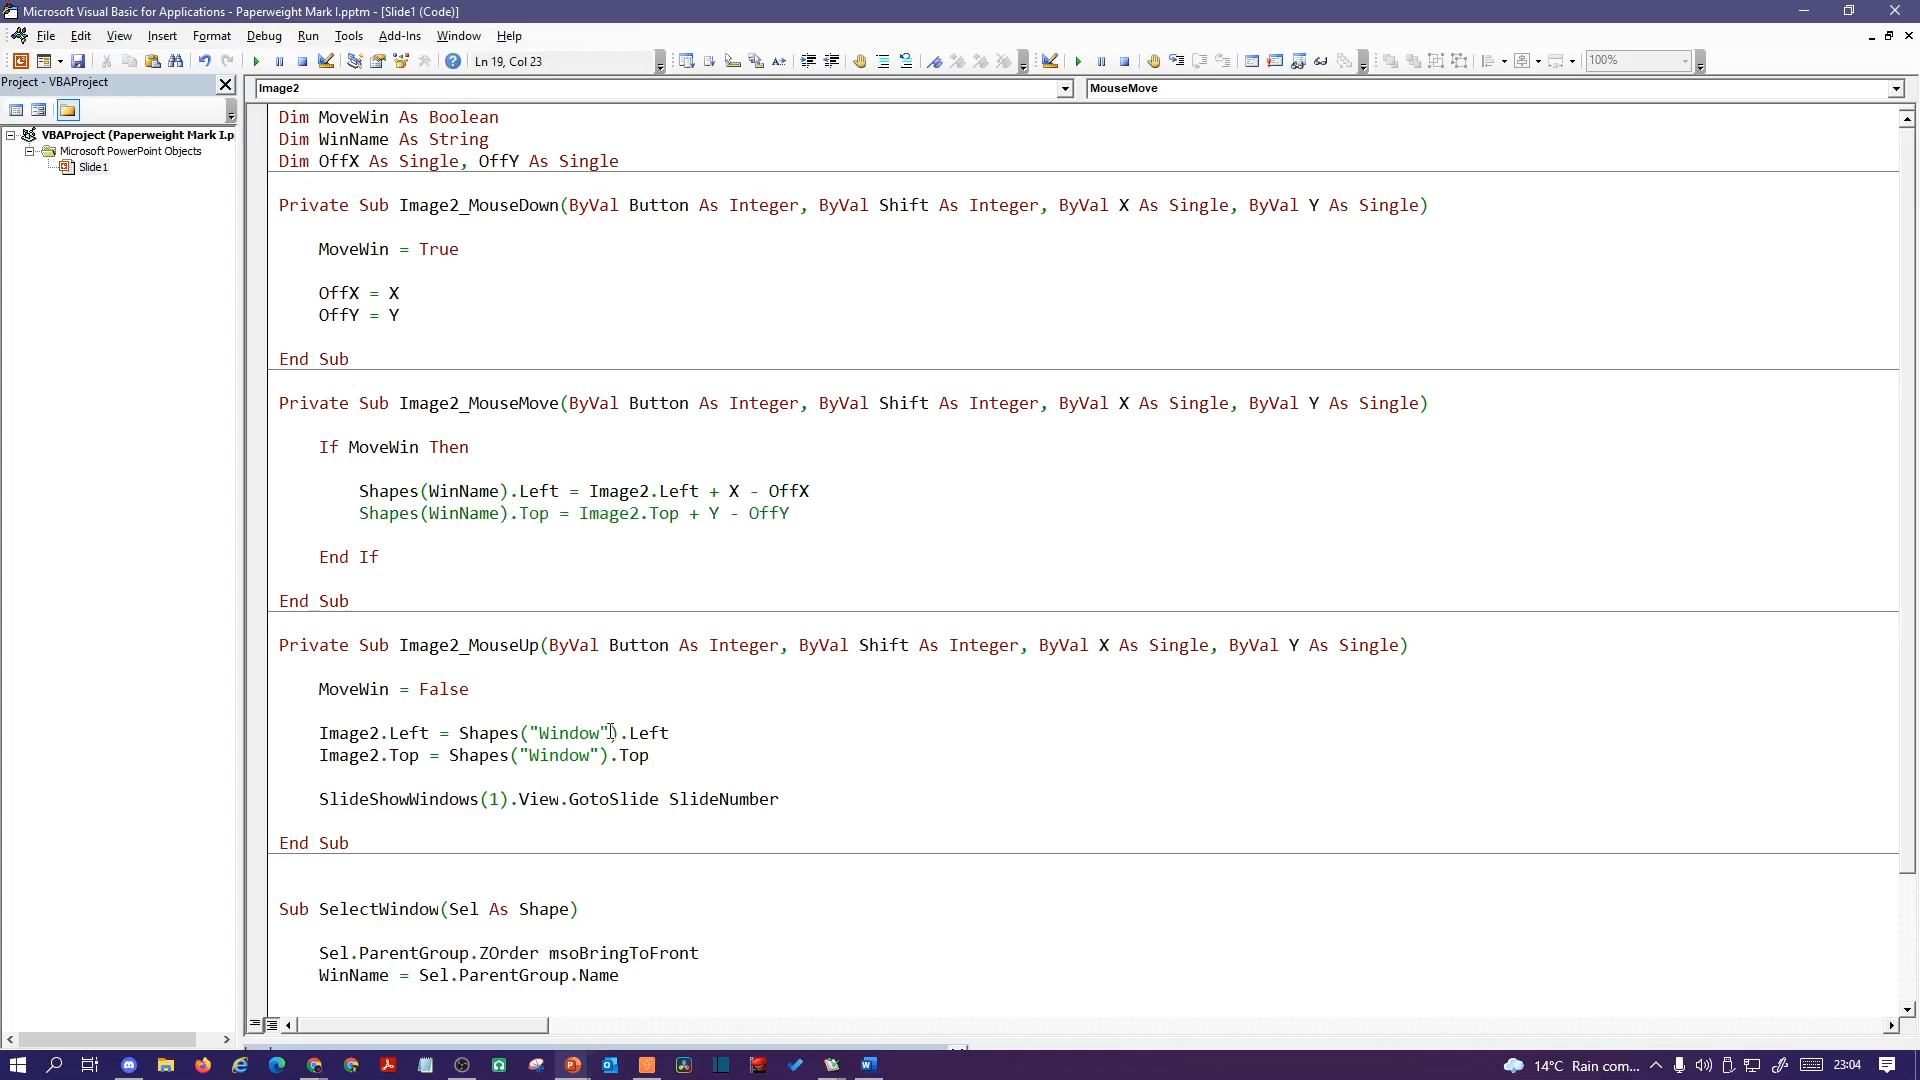 Microsoft Visual Basic for Applications - Paperweight Mark I.pptm - [Slide1 (Code)]
File Edit View Insert Format Debug Run Tools Add-Ins Window Help
Ln 19, Col 23
100%
Project - VBAProject
Image2
MouseMove
VBAProject (Paperweight Mark I.p
Microsoft PowerPoint Objects
Slide1
Dim MoveWin As Boolean
Dim WinName As String
Dim OffX As Single, OffY As Single
Private Sub Image2_MouseDown(ByVal Button As Integer, ByVal Shift As Integer, ByVal X As Single, ByVal Y As Single)
MoveWin = True
OffX = X
OffY = Y
End Sub
Private Sub Image2_MouseMove(ByVal Button As Integer, ByVal Shift As Integer, ByVal X As Single, ByVal Y As Single)
If MoveWin Then
Shapes(WinName).Left = Image2.Left + X - OffX
Shapes(WinName).Top = Image2.Top + Y - OffY
End If
End Sub
Private Sub Image2_MouseUp(ByVal Button As Integer, ByVal Shift As Integer, ByVal X As Single, ByVal Y As Single)
MoveWin = False
Image2.Left = Shapes("Window").Left
Image2.Top = Shapes("Window").Top
SlideShowWindows(1).View.GotoSlide SlideNumber
End Sub
Sub SelectWindow(Sel As Shape)
Sel.ParentGroup.ZOrder msoBringToFront
WinName = Sel.ParentGroup.Name
14°C Rain com... 23:04